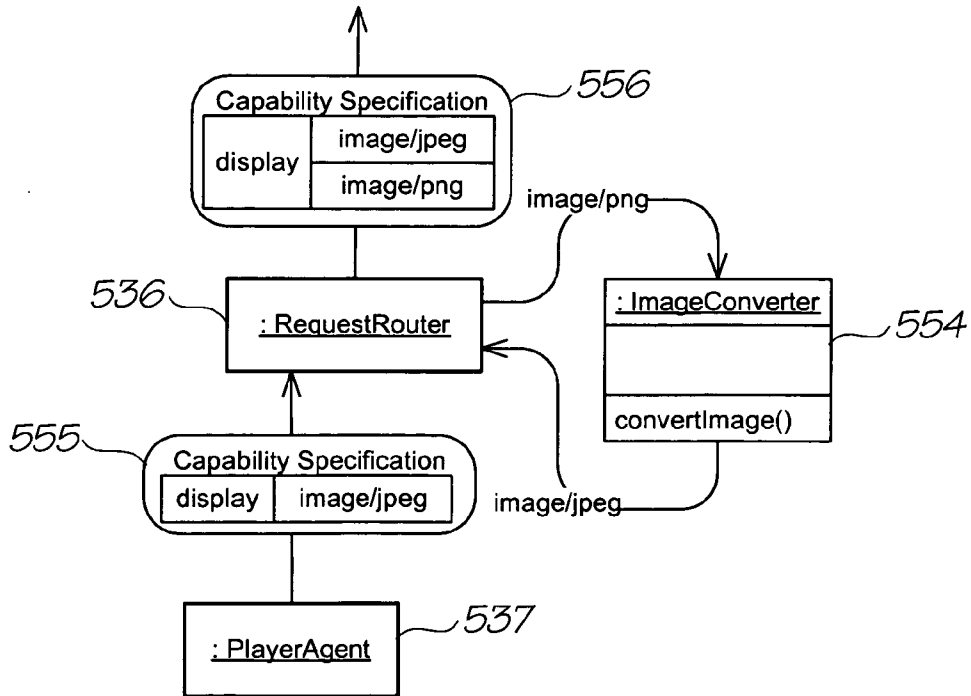 Capability Specification
556
display
image/jpeg
image/png
image/png
536
: RequestRouter
: ImageConverter
554
convertImage()
555
Capability Specification
display
image/jpeg
image/jpeg
: PlayerAgent
537